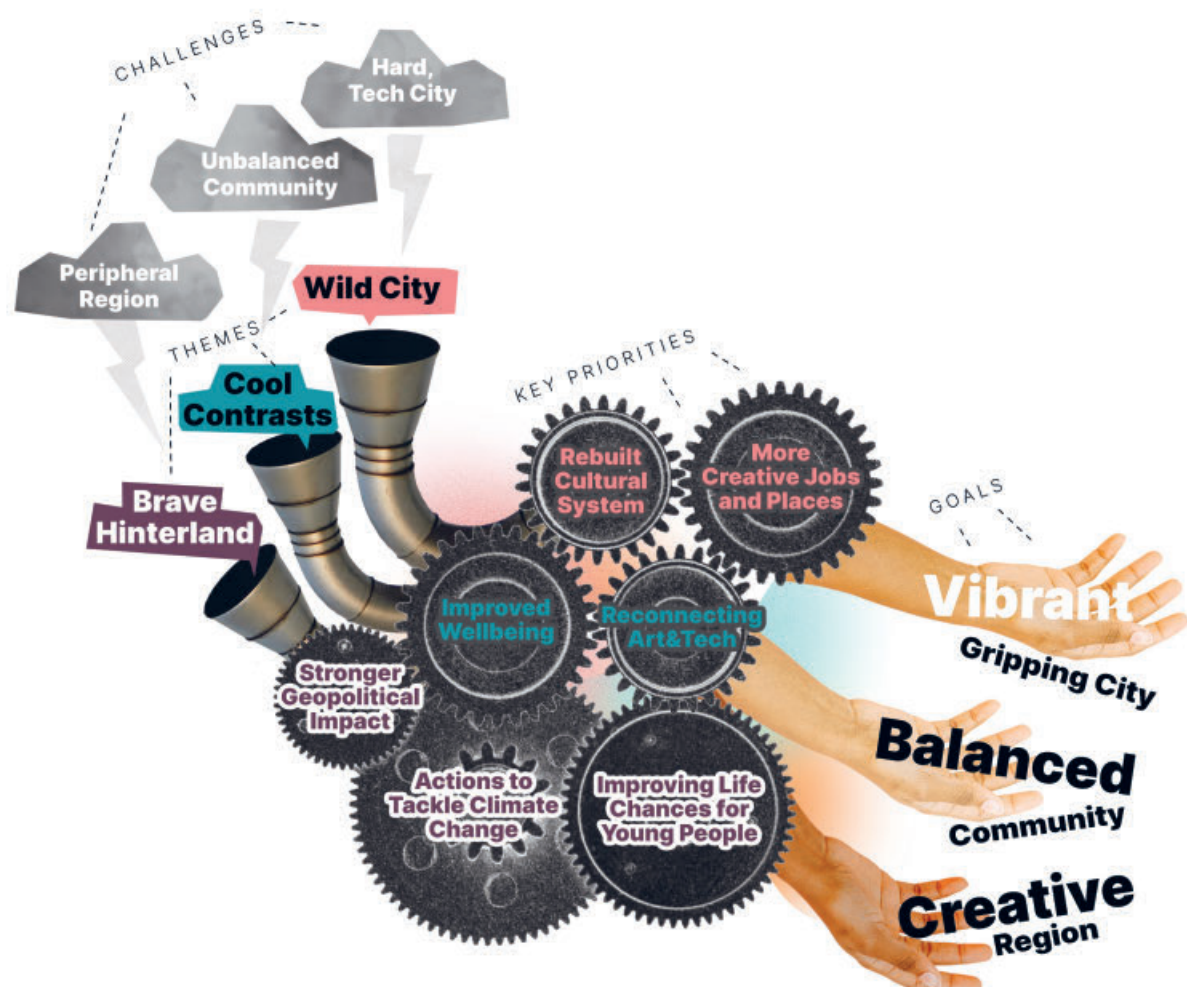 CHALLENGES
Hard,
Tech City
Unbalanced
Community
Peripheral
Region
THEMES
Wild City
Cool
Contrasts
Brave
Hinterland
KEY PRIORITIES
Rebuilt
Cultural
System
More
Creative Jobs
and Places
Improved
Wellbeing
Reconnecting
Art&Tech
Stronger
Geopolitical
Impact
Actions to
Tackle Climate
Change
Improving Life
Chances for
Young People
GOALS
Vibrant
Gripping City
Balanced
Community
Creative
Region